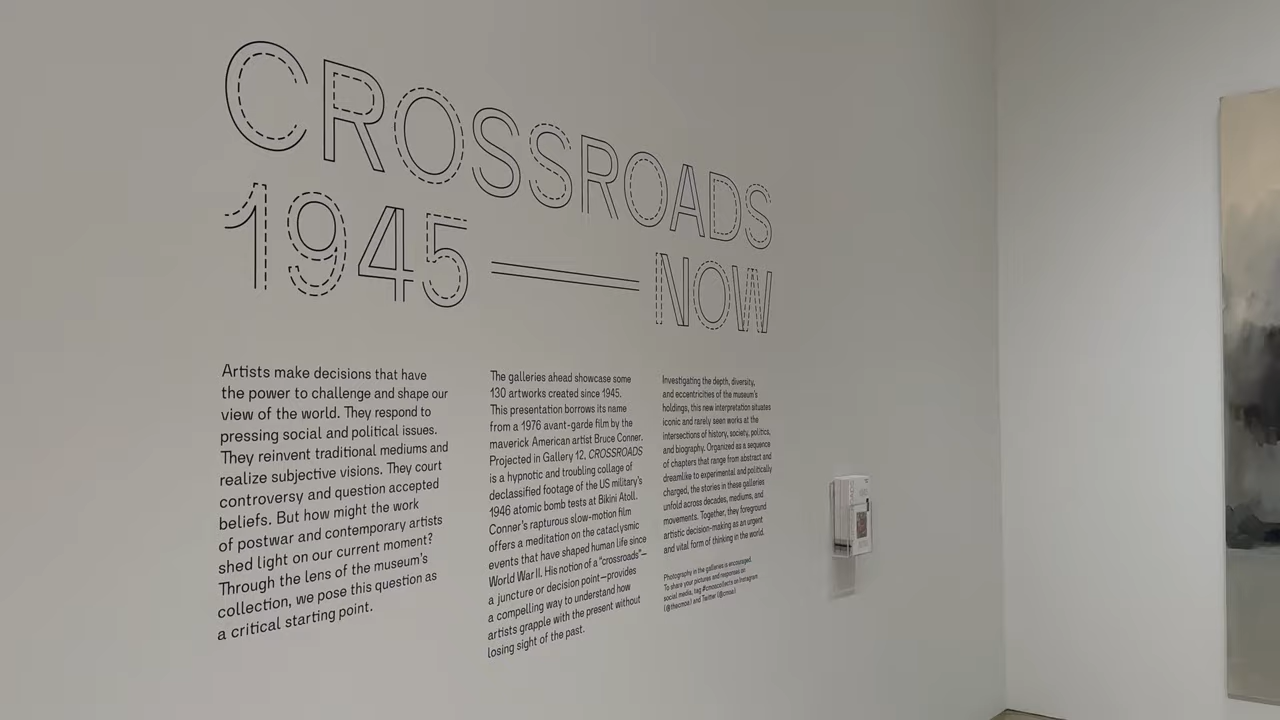 CROSSROADS
1945 — NOW
Artists make decisions that have
the power to challenge and shape our
view of the world. They respond to
pressing social and political issues.
They reinvent traditional mediums and
realize subjective visions. They court
controversy and question accepted
beliefs. But how might the work
of postwar and contemporary artists
shed light on our current moment?
Through the lens of the museum's
collection, we pose this question as
a critical starting point.
The galleries ahead showcase some
130 artworks created since 1945.
This presentation borrows its name
from a 1976 avant-garde film by the
maverick American artist Bruce Conner.
Projected in Gallery 12, CROSSROADS
is a hypnotic and troubling collage of
declassified footage of the US military's
1946 atomic bomb tests at Bikini Atoll.
Conner's rapturous slow-motion film
offers a meditation on the cataclysmic
events that have shaped human life since
World War II. His notion of a "crossroads"—
a juncture or decision point—provides
a compelling way to understand how
artists grapple with the present without
losing sight of the past.
Investigating the depth, diversity,
and eccentricities of the museum's
holdings, this new interpretation situates
iconic and rarely seen works at the
intersections of history, society, politics,
and biography. Organized as a sequence
of chapters that range from abstract and
dreamlike to experimental and politically
charged, the stories in these galleries
unfold across decades, mediums, and
movements. Together, they foreground
artistic decision-making as an urgent
and vital form of thinking in the world.
Photography in the galleries is encouraged.
To share your pictures and responses on
social media, tag #cmoacollects on Instagram
(@thecmoa) and Twitter (@cmoa).